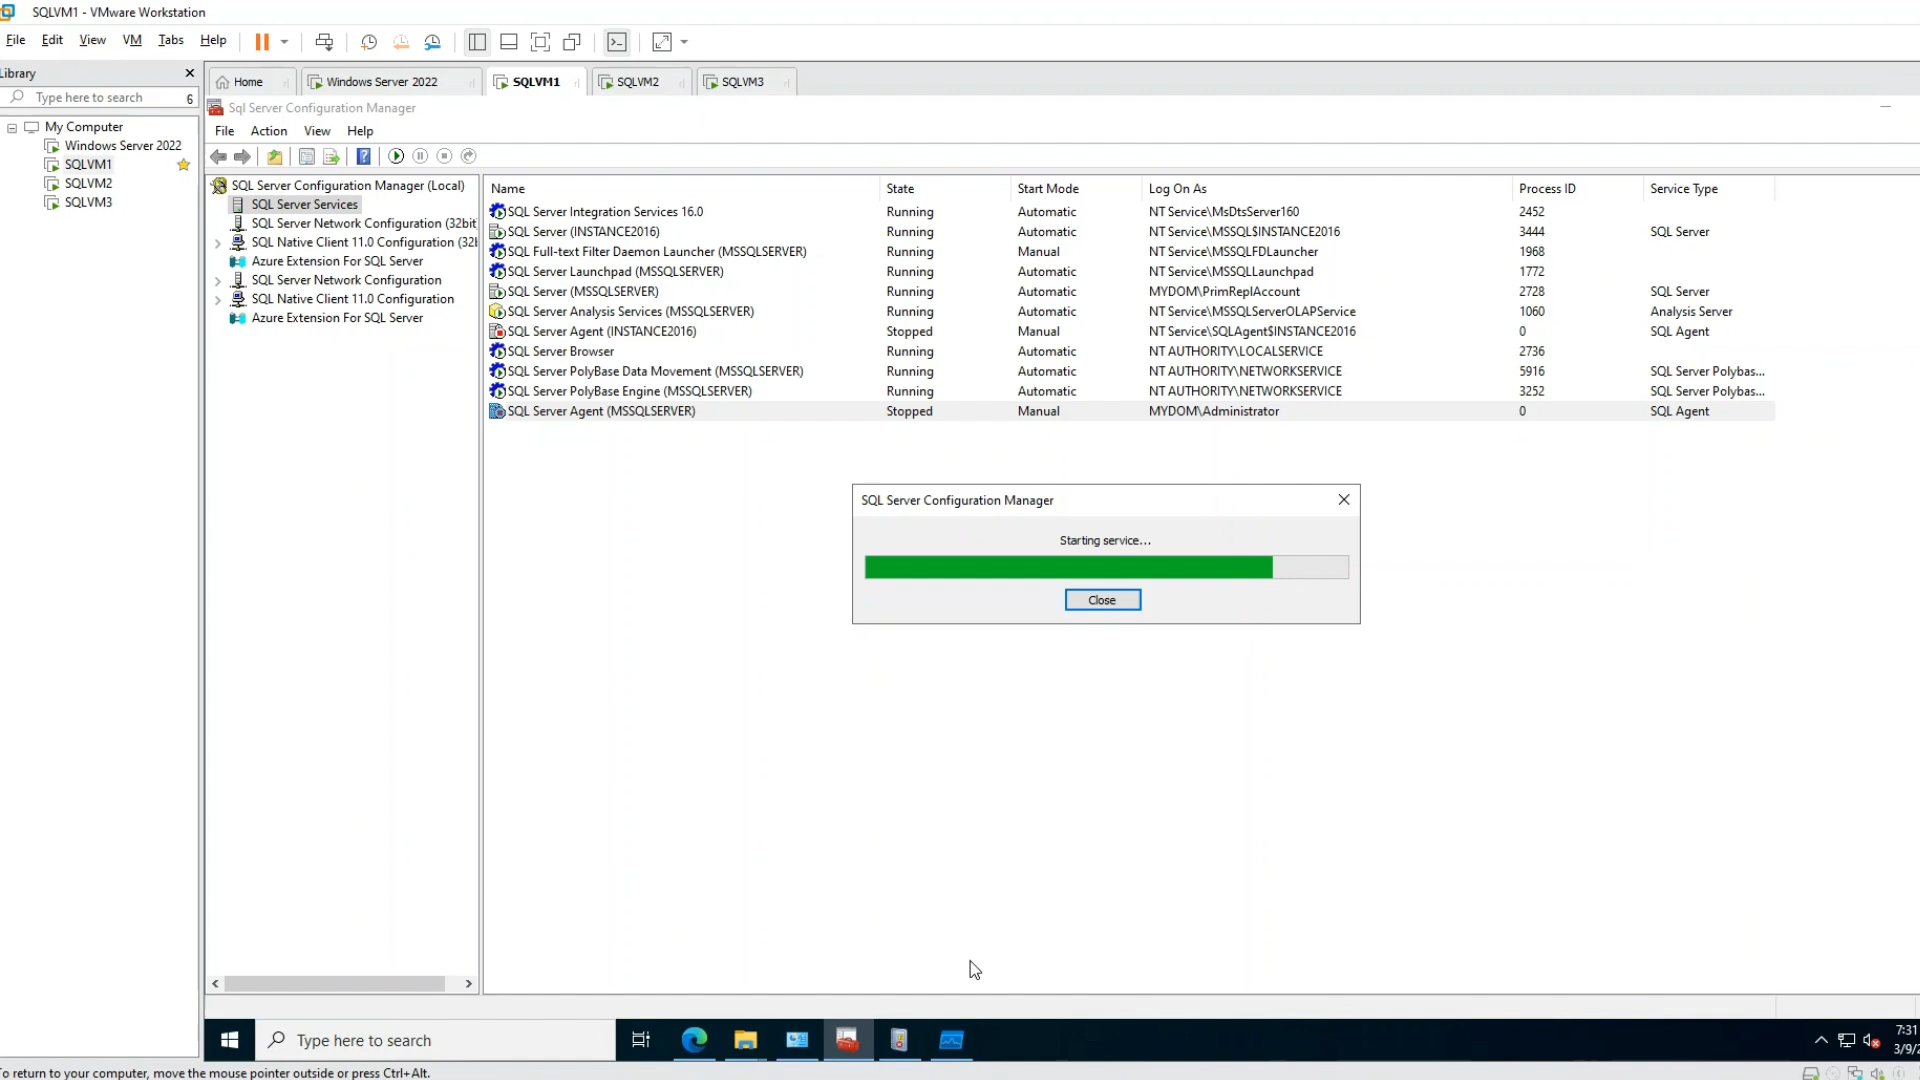 SQLVM1 - VMware Workstation
File Edit View VM Tabs Help
Library
Type here to search 6
My Computer
Windows Server 2022
SQLVM1
SQLVM2
SQLVM3
Home Windows Server 2022 SQLVM1 SQLVM2 SQLVM3
Sql Server Configuration Manager
File Action View Help
SQL Server Configuration Manager (Local)
SQL Server Services
SQL Server Network Configuration (32bit
SQL Native Client 11.0 Configuration (32b
Azure Extension For SQL Server
SQL Server Network Configuration
SQL Native Client 11.0 Configuration
Azure Extension For SQL Server
Name State Start Mode Log On As Process ID Service Type
SQL Server Integration Services 16.0 Running Automatic NT Service\MsDtsServer160 2452
SQL Server (INSTANCE2016) Running Automatic NT Service\MSSQL$INSTANCE2016 3444 SQL Server
SQL Full-text Filter Daemon Launcher (MSSQLSERVER) Running Manual NT Service\MSSQLFDLauncher 1968
SQL Server Launchpad (MSSQLSERVER) Running Automatic NT Service\MSSQLLaunchpad 1772
SQL Server (MSSQLSERVER) Running Automatic MYDOM\PrimReplAccount 2728 SQL Server
SQL Server Analysis Services (MSSQLSERVER) Running Automatic NT Service\MSSQLServerOLAPService 1060 Analysis Server
SQL Server Agent (INSTANCE2016) Stopped Manual NT Service\SQLAgent$INSTANCE2016 0 SQL Agent
SQL Server Browser Running Automatic NT AUTHORITY\LOCALSERVICE 2736
SQL Server PolyBase Data Movement (MSSQLSERVER) Running Automatic NT AUTHORITY\NETWORKSERVICE 5916 SQL Server Polybas...
SQL Server PolyBase Engine (MSSQLSERVER) Running Automatic NT AUTHORITY\NETWORKSERVICE 3252 SQL Server Polybas...
SQL Server Agent (MSSQLSERVER) Stopped Manual MYDOM\Administrator 0 SQL Agent
SQL Server Configuration Manager
Starting service...
Close
Type here to search
7:31
3/9/2
To return to your computer, move the mouse pointer outside or press Ctrl+Alt.